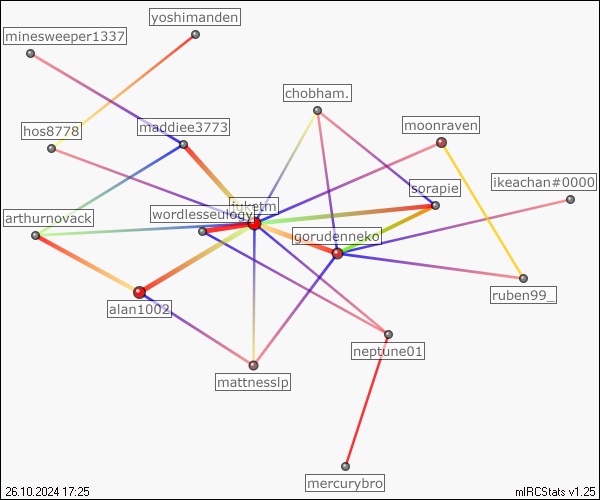 yoshimanden
minesweeper1337
chobham.
hos8778
maddiee3773
moonraven
ikeachan#0000
sorapie
wordlesseulogy
arthurnovack
gorudenneko
ruben99_
alan1002
neptune01
mattnesslp
mercurybro
26.10.2024 17:25
mIRCStats v1.25